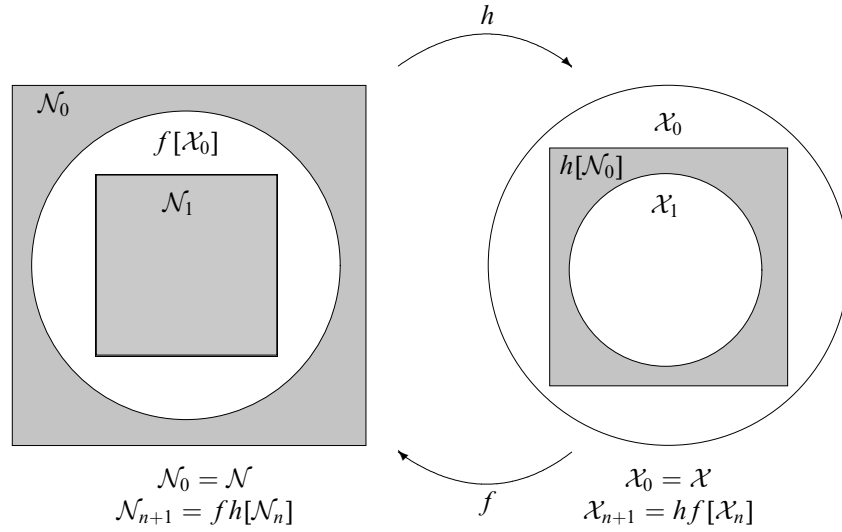 h
𝒩₀
f[𝒳₀]
𝒩₁
𝒳₀
h[𝒩₀]
𝒳₁
f
𝒩₀ = 𝒩
𝒩ₙ₊₁ = fh[𝒩ₙ]
𝒳₀ = 𝒳
𝒳ₙ₊₁ = hf[𝒳ₙ]